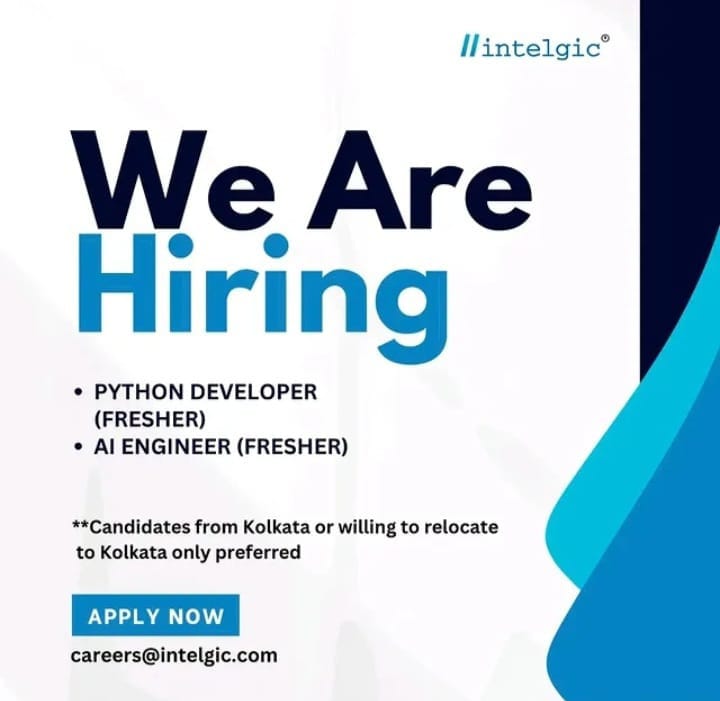 //intelgic®
We Are
Hiring
• PYTHON DEVELOPER
(FRESHER)
• AI ENGINEER (FRESHER)
**Candidates from Kolkata or willing to relocate
to Kolkata only preferred
APPLY NOW
careers@intelgic.com